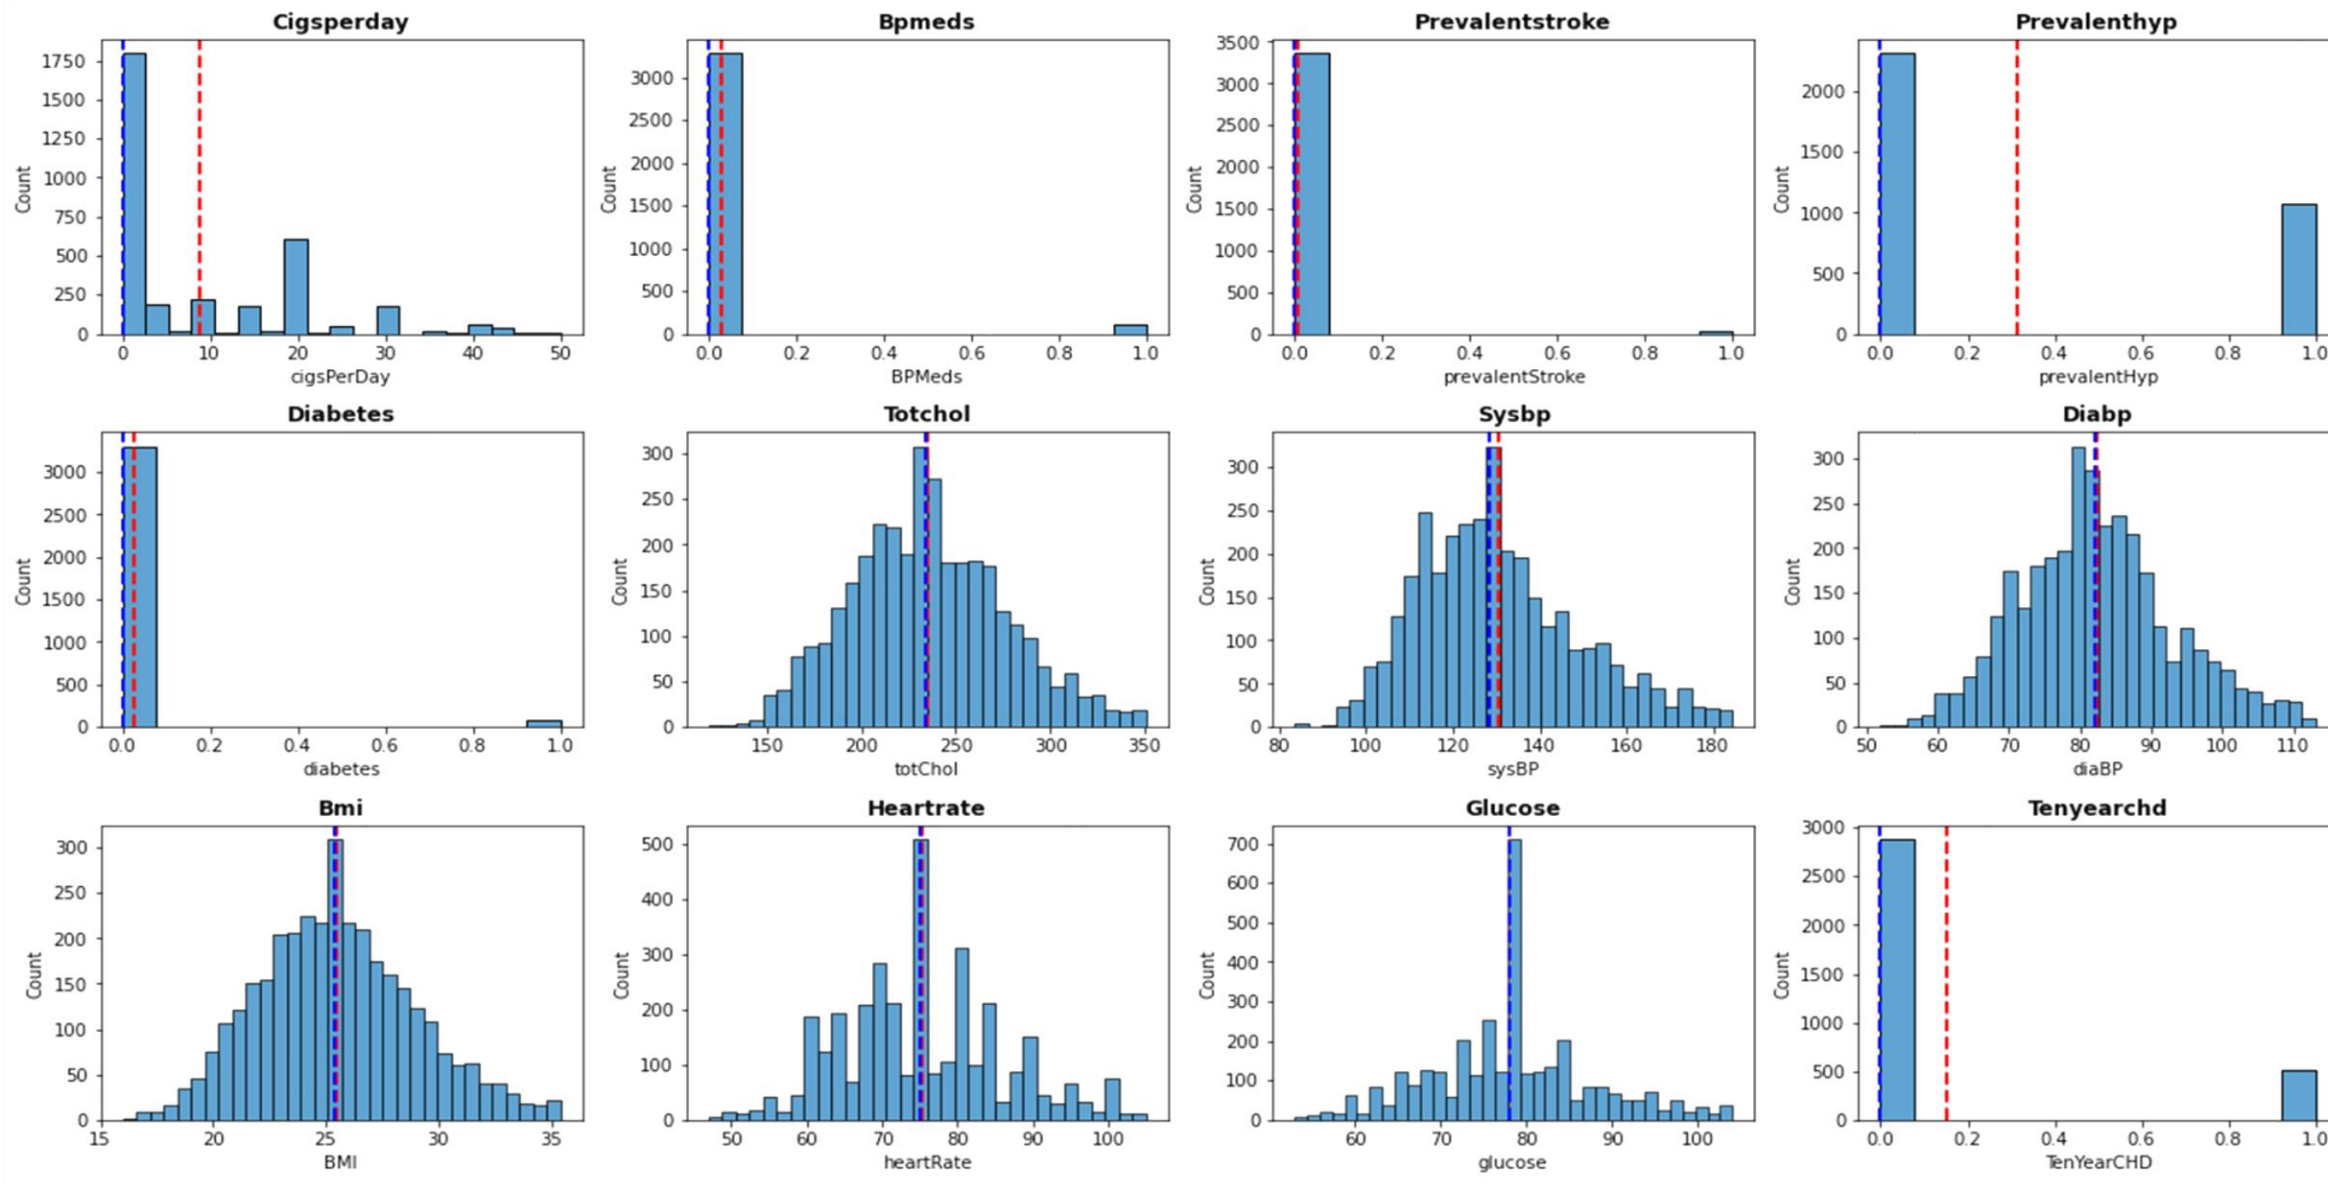 Cigsperday
1750
1500
1250
1000
750
500
250
0
Count
0 10 20 30 40 50
cigsPerDay
Bpmeds
3000
2500
2000
1500
1000
500
0
Count
0.0 0.2 0.4 0.6 0.8 1.0
BPMeds
Prevalentstroke
3500
3000
2500
2000
1500
1000
500
0
Count
0.0 0.2 0.4 0.6 0.8 1.0
prevalentStroke
Prevalenthyp
2000
1500
1000
500
0
Count
0.0 0.2 0.4 0.6 0.8 1.0
prevalentHyp
Diabetes
3000
2500
2000
1500
1000
500
0
Count
0.0 0.2 0.4 0.6 0.8 1.0
diabetes
Totchol
300
250
200
150
100
50
0
Count
150 200 250 300 350
totChol
Sysbp
300
250
200
150
100
50
0
Count
80 100 120 140 160 180
sysBP
Diabp
300
250
200
150
100
50
0
Count
50 60 70 80 90 100 110
diaBP
Bmi
300
250
200
150
100
50
0
Count
15 20 25 30 35
BMI
Heartrate
500
400
300
200
100
0
Count
50 60 70 80 90 100
heartRate
Glucose
700
600
500
400
300
200
100
0
Count
60 70 80 90 100
glucose
Tenyearchd
3000
2500
2000
1500
1000
500
0
Count
0.0 0.2 0.4 0.6 0.8 1.0
TenYearCHD